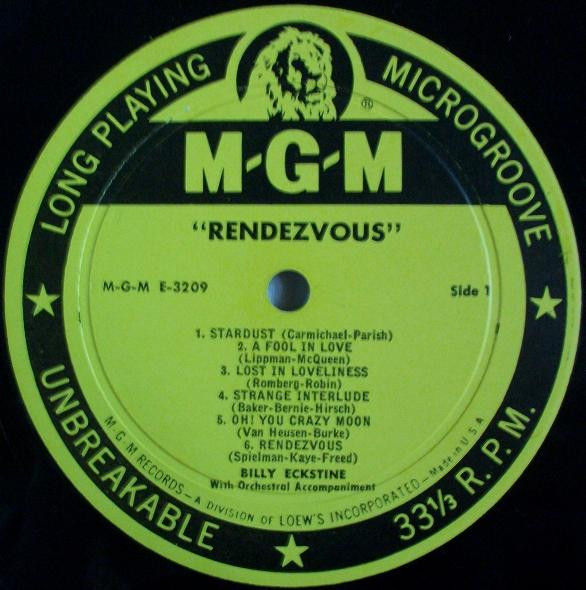 LONG PLAYING
MICROGROOVE
®
M-G-M
"RENDEZVOUS"
M-G-M E-3209
Side 1
1. STARDUST (Carmichael-Parish)
2. A FOOL IN LOVE
(Lippman-McQueen)
3. LOST IN LOVELINESS
(Romberg-Robin)
4. STRANGE INTERLUDE
(Baker-Bernie-Hirsch)
5. OH! YOU CRAZY MOON
(Van Heusen-Burke)
6. RENDEZVOUS
(Spielman-Kaye-Freed)
BILLY ECKSTINE
With Orchestral Accompaniment
M-G-M RECORDS—A DIVISION OF LOEW'S INCORPORATED—Made in U.S.A
UNBREAKABLE
33⅓ R.P.M.